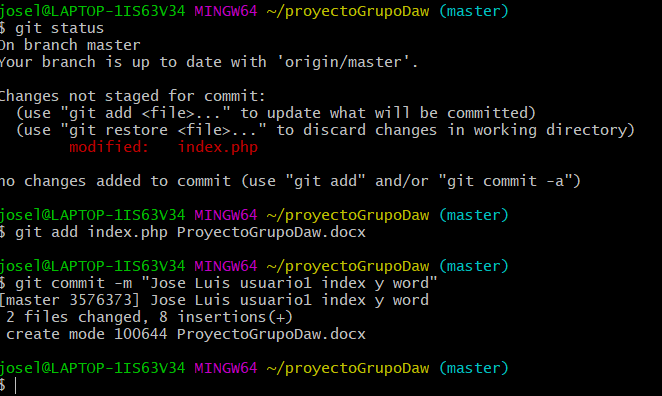 josel@LAPTOP-1IS63V34 MINGW64 ~/proyectoGrupoDaw (master)
$ git status
On branch master
Your branch is up to date with 'origin/master'.
Changes not staged for commit:
(use "git add <file>..." to update what will be committed)
(use "git restore <file>..." to discard changes in working directory)
modified: index.php
no changes added to commit (use "git add" and/or "git commit -a")
josel@LAPTOP-1IS63V34 MINGW64 ~/proyectoGrupoDaw (master)
$ git add index.php ProyectoGrupoDaw.docx
josel@LAPTOP-1IS63V34 MINGW64 ~/proyectoGrupoDaw (master)
$ git commit -m "Jose Luis usuario1 index y word"
[master 3576373] Jose Luis usuario1 index y word
2 files changed, 8 insertions(+)
create mode 100644 ProyectoGrupoDaw.docx
josel@LAPTOP-1IS63V34 MINGW64 ~/proyectoGrupoDaw (master)
$